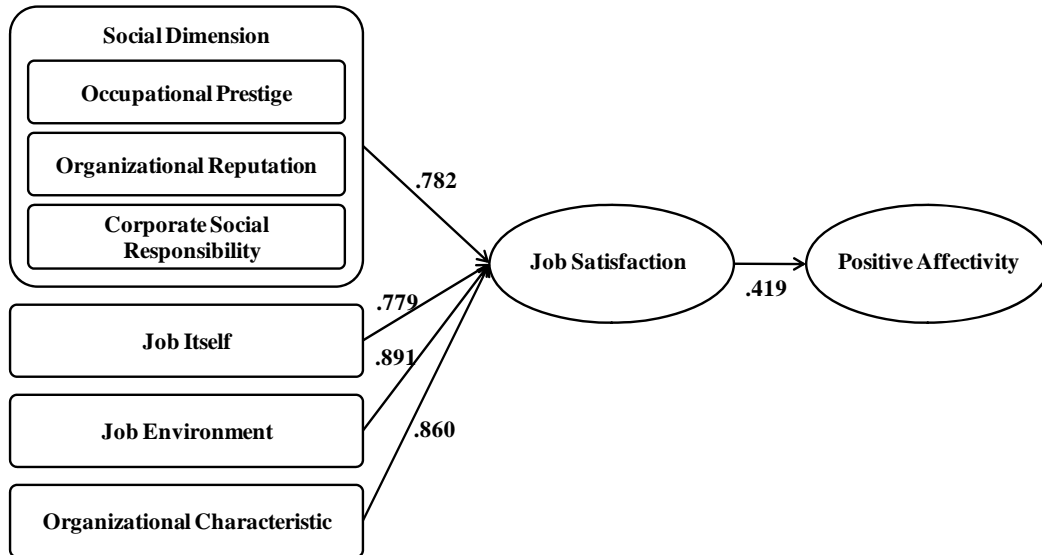 Social Dimension
Occupational Prestige
Organizational Reputation
Corporate Social
Responsibility
.782
Job Satisfaction
Positive Affectivity
.419
.779
Job Itself
.891
Job Environment
.860
Organizational Characteristic